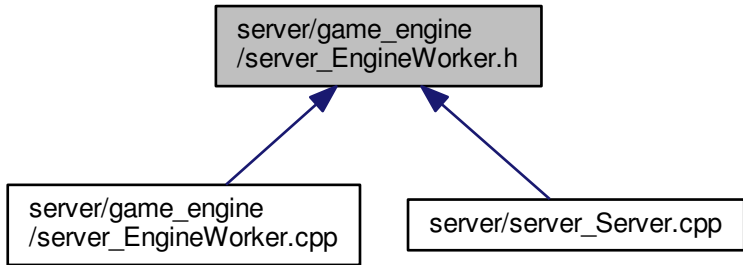 server/game_engine
/server_EngineWorker.h
server/game_engine
/server_EngineWorker.cpp
server/server_Server.cpp